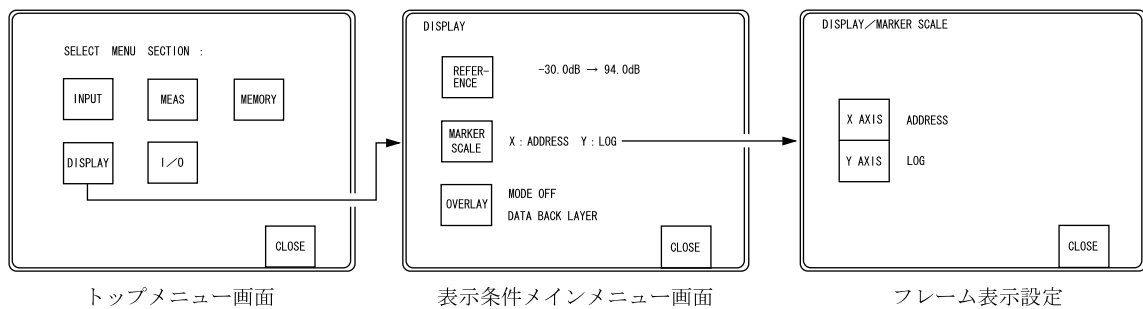 SELECT MENU SECTION :
INPUT
MEAS
MEMORY
DISPLAY
I/O
CLOSE
トップメニュー画面
DISPLAY
REFER-
ENCE
-30.0dB → 94.0dB
MARKER
SCALE
X : ADDRESS Y : LOG
OVERLAY
MODE OFF
DATA BACK LAYER
CLOSE
表示条件メインメニュー画面
DISPLAY/MARKER SCALE
X AXIS
ADDRESS
Y AXIS
LOG
CLOSE
フレーム表示設定